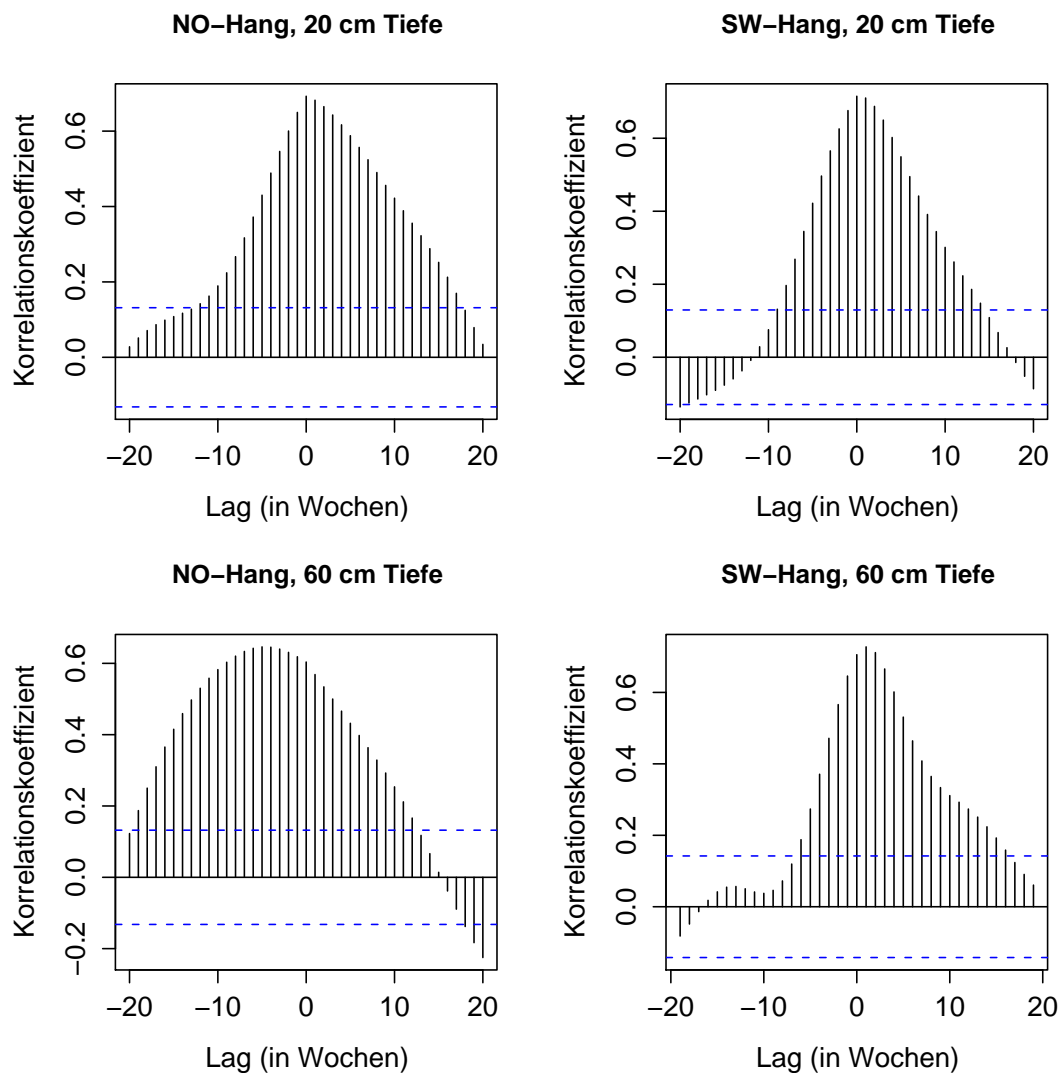 NO−Hang, 20 cm Tiefe
Korrelationskoeffizient
0.0 0.2 0.4 0.6
−20 −10 0 10 20
Lag (in Wochen)
SW−Hang, 20 cm Tiefe
Korrelationskoeffizient
0.0 0.2 0.4 0.6
−20 −10 0 10 20
Lag (in Wochen)
NO−Hang, 60 cm Tiefe
Korrelationskoeffizient
−0.2 0.0 0.2 0.4 0.6
−20 −10 0 10 20
Lag (in Wochen)
SW−Hang, 60 cm Tiefe
Korrelationskoeffizient
0.0 0.2 0.4 0.6
−20 −10 0 10 20
Lag (in Wochen)